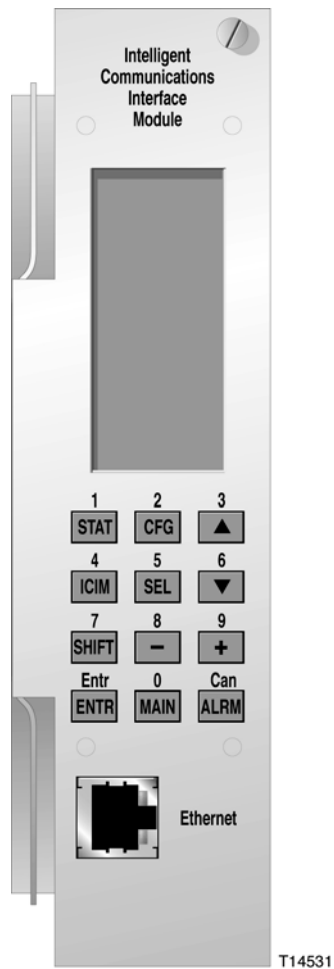 Intelligent
Communications
Interface
Module
1 2 3
STAT CFG ▲
4 5 6
ICIM SEL ▼
7 8 9
SHIFT − +
Entr 0 Can
ENTR MAIN ALRM
Ethernet
T14531